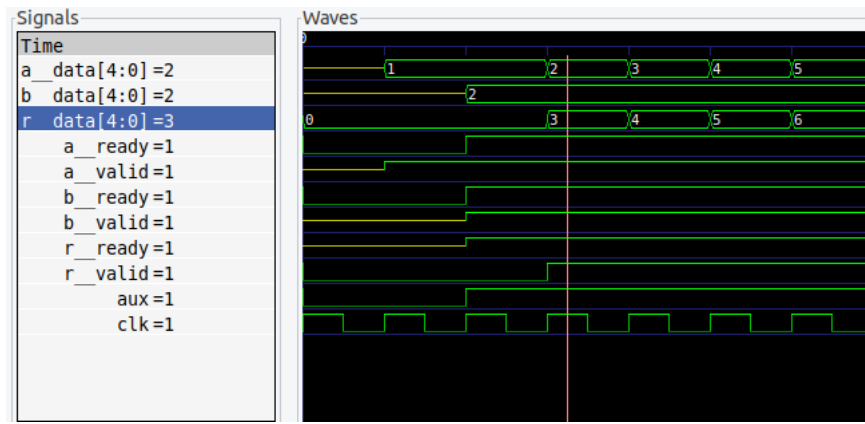 Signals
Waves
Time
0
a__data[4:0] =2
1 2 3 4 5
b__data[4:0] =2
2
r__data[4:0] =3
0 3 4 5 6
a__ready=1
a__valid=1
b__ready=1
b__valid=1
r__ready=1
r__valid=1
aux=1
clk=1